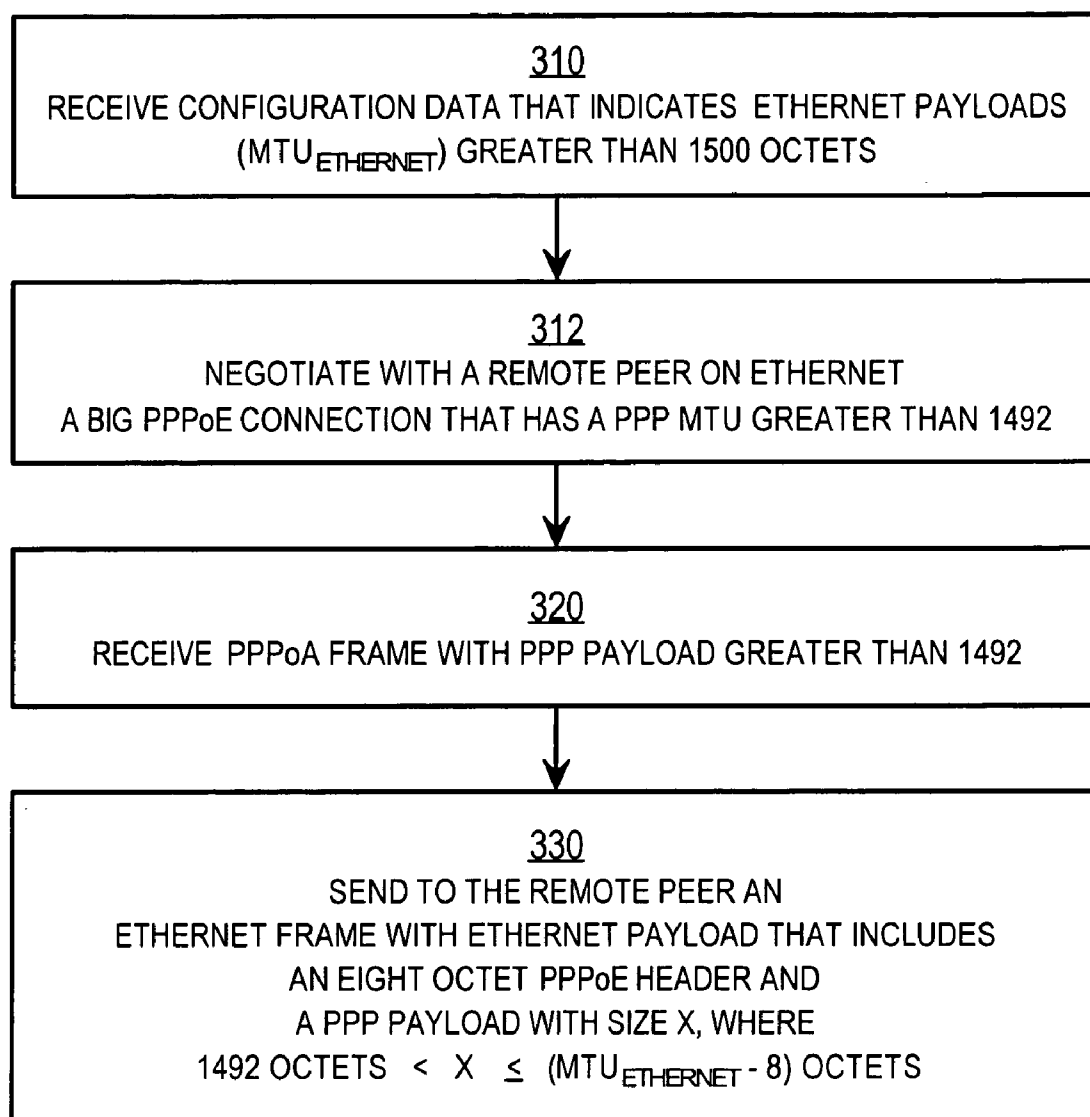 310
RECEIVE CONFIGURATION DATA THAT INDICATES ETHERNET PAYLOADS
(MTU_ETHERNET) GREATER THAN 1500 OCTETS
312
NEGOTIATE WITH A REMOTE PEER ON ETHERNET
A BIG PPPoE CONNECTION THAT HAS A PPP MTU GREATER THAN 1492
320
RECEIVE PPPoA FRAME WITH PPP PAYLOAD GREATER THAN 1492
330
SEND TO THE REMOTE PEER AN
ETHERNET FRAME WITH ETHERNET PAYLOAD THAT INCLUDES
AN EIGHT OCTET PPPoE HEADER AND
A PPP PAYLOAD WITH SIZE X, WHERE
1492 OCTETS < X ≤ (MTU_ETHERNET - 8) OCTETS